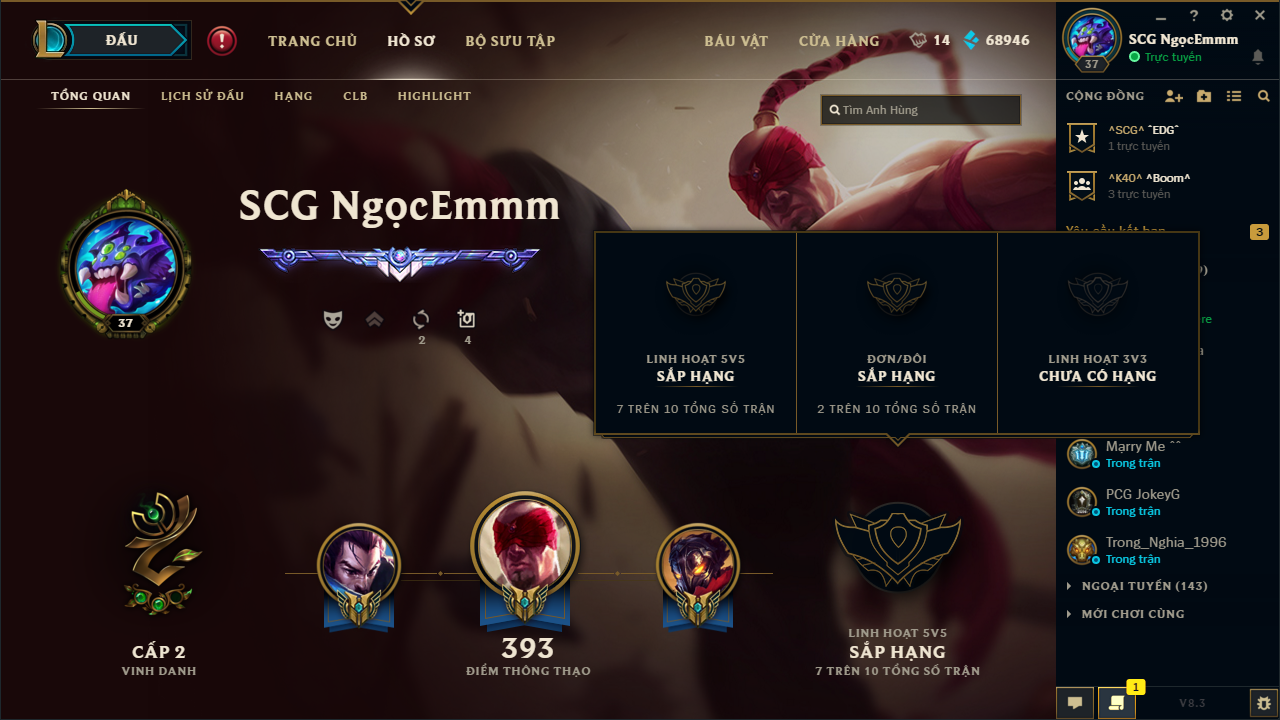 ĐẤU
TRANG CHỦ
HỒ SƠ
BỘ SƯU TẬP
BÁU VẬT
CỬA HÀNG
14
68946
SCG NgọcEmmm
Trực tuyến
37
TỔNG QUAN
LỊCH SỬ ĐẤU
HẠNG
CLB
HIGHLIGHT
Tìm Anh Hùng
CỘNG ĐỒNG
^SCG^ ˆEDGˆ
1 trực tuyến
^K40^ ^Boom^
3 trực tuyến
Yêu cầu kết bạn
3
SCG NgọcEmmm
37
2
4
LINH HOẠT 5V5
SẮP HẠNG
7 TRÊN 10 TỔNG SỐ TRẬN
ĐƠN/ĐÔI
SẮP HẠNG
2 TRÊN 10 TỔNG SỐ TRẬN
LINH HOẠT 3V3
CHƯA CÓ HẠNG
Mạrry Me ˆˆ
Trong trận
PCG JokeyG
Trong trận
Trong_Nghia_1996
Trong trận
NGOẠI TUYẾN (143)
MỚI CHƠI CÙNG
CẤP 2
VINH DANH
393
ĐIỂM THÔNG THẠO
LINH HOẠT 5V5
SẮP HẠNG
7 TRÊN 10 TỔNG SỐ TRẬN
1
V8.3